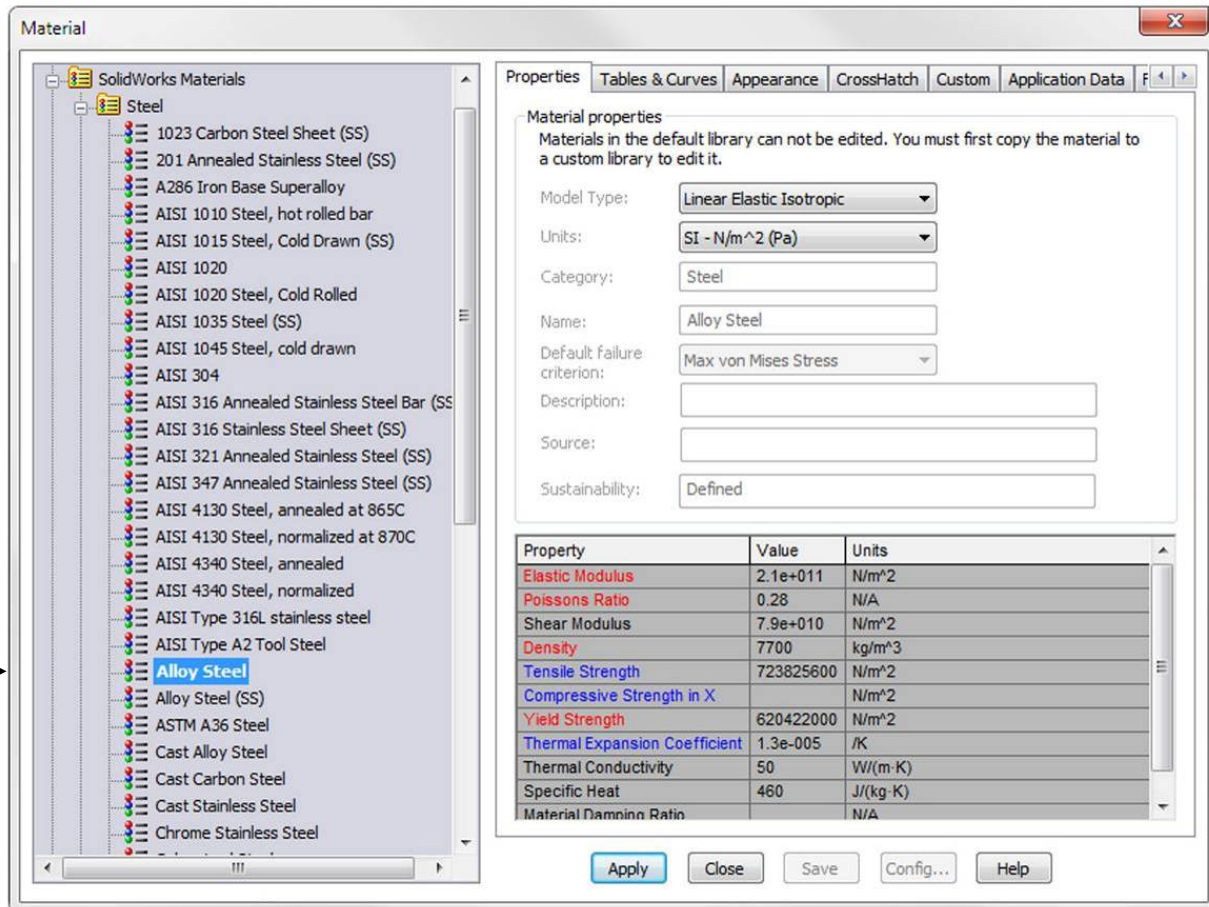 Material
SolidWorks Materials
Steel
1023 Carbon Steel Sheet (SS)
201 Annealed Stainless Steel (SS)
A286 Iron Base Superalloy
AISI 1010 Steel, hot rolled bar
AISI 1015 Steel, Cold Drawn (SS)
AISI 1020
AISI 1020 Steel, Cold Rolled
AISI 1035 Steel (SS)
AISI 1045 Steel, cold drawn
AISI 304
AISI 316 Annealed Stainless Steel Bar (SS
AISI 316 Stainless Steel Sheet (SS)
AISI 321 Annealed Stainless Steel (SS)
AISI 347 Annealed Stainless Steel (SS)
AISI 4130 Steel, annealed at 865C
AISI 4130 Steel, normalized at 870C
AISI 4340 Steel, annealed
AISI 4340 Steel, normalized
AISI Type 316L stainless steel
AISI Type A2 Tool Steel
Alloy Steel
Alloy Steel (SS)
ASTM A36 Steel
Cast Alloy Steel
Cast Carbon Steel
Cast Stainless Steel
Chrome Stainless Steel
Properties Tables & Curves Appearance CrossHatch Custom Application Data
Material properties
Materials in the default library can not be edited. You must first copy the material to
a custom library to edit it.
Model Type: Linear Elastic Isotropic
Units: SI - N/m^2 (Pa)
Category: Steel
Name: Alloy Steel
Default failure
criterion: Max von Mises Stress
Description:
Source:
Sustainability: Defined
Property Value Units
Elastic Modulus 2.1e+011 N/m^2
Poissons Ratio 0.28 N/A
Shear Modulus 7.9e+010 N/m^2
Density 7700 kg/m^3
Tensile Strength 723825600 N/m^2
Compressive Strength in X N/m^2
Yield Strength 620422000 N/m^2
Thermal Expansion Coefficient 1.3e-005 /K
Thermal Conductivity 50 W/(m·K)
Specific Heat 460 J/(kg·K)
Material Damping Ratio N/A
Apply Close Save Config... Help